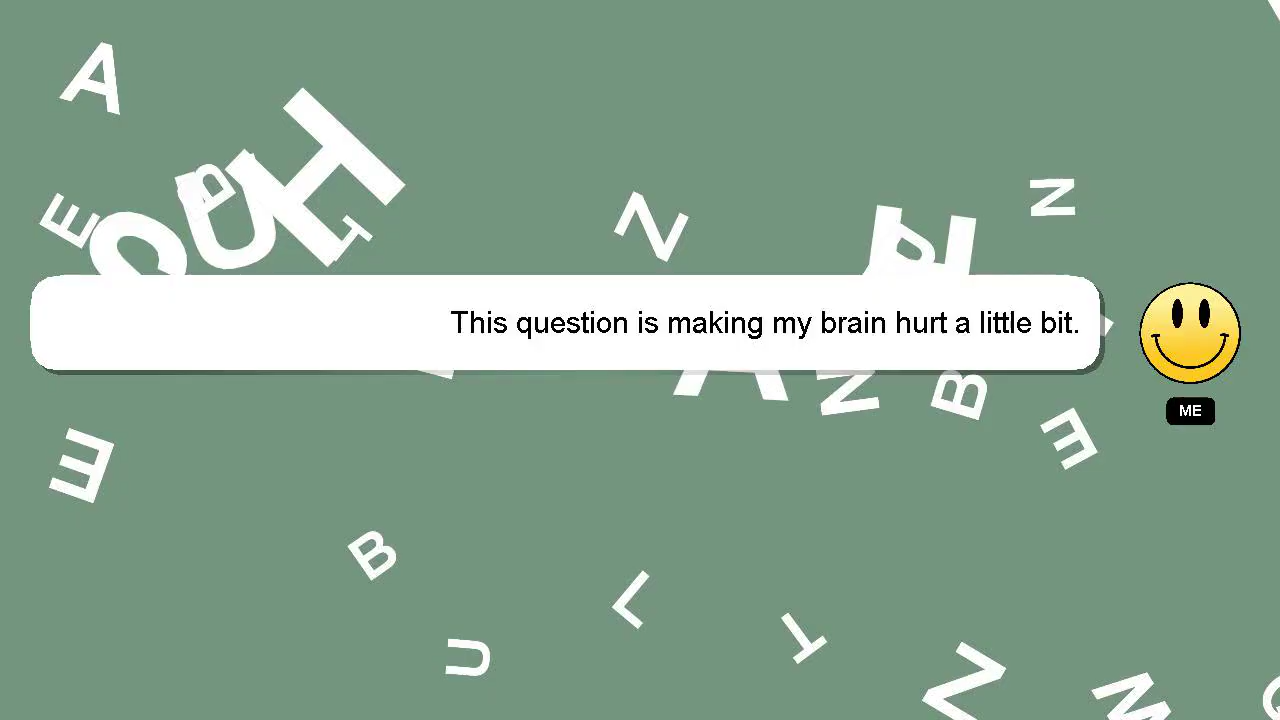 This question is making my brain hurt a little bit.
ME
A
E
O
U
H
Z
N
E
B
Z
B
E
B
U
L
T
Z